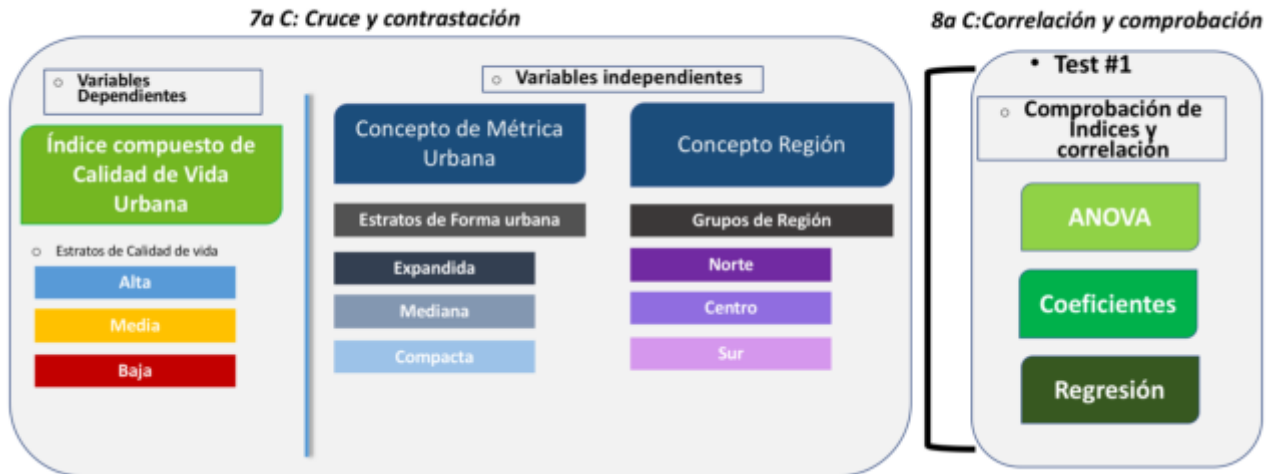 7a C: Cruce y contrastación
○ Variables
Dependientes
Índice compuesto de
Calidad de Vida
Urbana
○ Estratos de Calidad de vida
Alta
Media
Baja
○ Variables independientes
Concepto de Métrica
Urbana
Estratos de Forma urbana
Expandida
Mediana
Compacta
Concepto Región
Grupos de Región
Norte
Centro
Sur
8a C:Correlación y comprobación
• Test #1
○ Comprobación de
Índices y
correlación
ANOVA
Coeficientes
Regresión